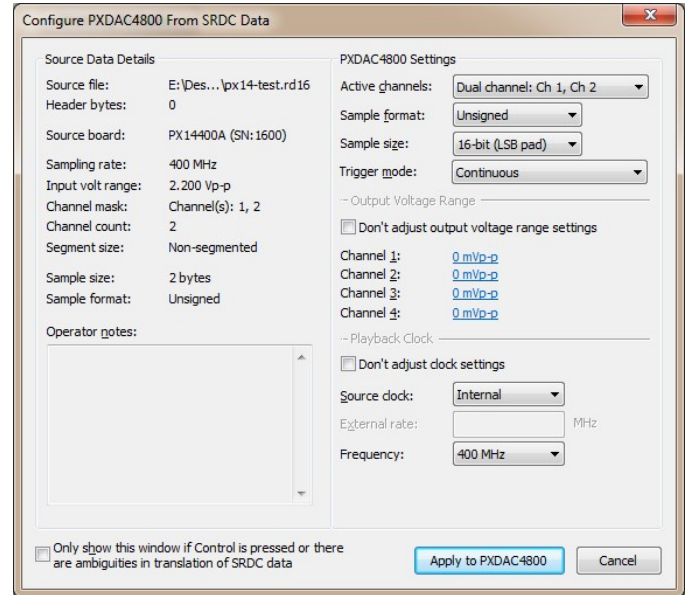 Configure PXDAC4800 From SRDC Data
Source Data Details
Source file: E:\Des...\px14-test.rd16
Header bytes: 0
Source board: PX14400A (SN:1600)
Sampling rate: 400 MHz
Input volt range: 2.200 Vp-p
Channel mask: Channel(s): 1, 2
Channel count: 2
Segment size: Non-segmented
Sample size: 2 bytes
Sample format: Unsigned
Operator notes:
PXDAC4800 Settings
Active channels: Dual channel: Ch 1, Ch 2
Sample format: Unsigned
Sample size: 16-bit (LSB pad)
Trigger mode: Continuous
Output Voltage Range
Don't adjust output voltage range settings
Channel 1: 0 mVp-p
Channel 2: 0 mVp-p
Channel 3: 0 mVp-p
Channel 4: 0 mVp-p
Playback Clock
Don't adjust clock settings
Source clock: Internal
External rate: MHz
Frequency: 400 MHz
Only show this window if Control is pressed or there
are ambiguities in translation of SRDC data
Apply to PXDAC4800
Cancel